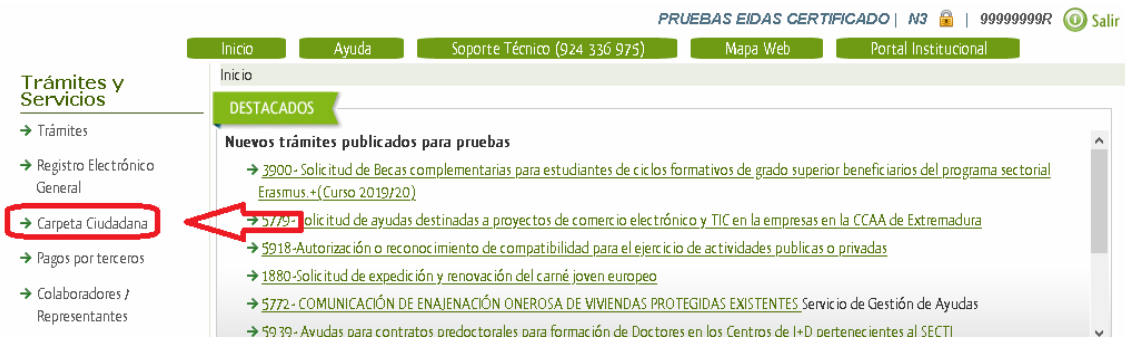 PRUEBAS EIDAS CERTIFICADO | N3 | 99999999R Salir
Inicio Ayuda Soporte Técnico (924 336 975) Mapa Web Portal Institucional
Trámites y
Servicios
Trámites
Registro Electrónico
General
Carpeta Ciudadana
Pagos por terceros
Colaboradores /
Representantes
Inicio
DESTACADOS
Nuevos trámites publicados para pruebas
3900- Solicitud de Becas complementarias para estudiantes de ciclos formativos de grado superior beneficiarios del programa sectorial
Erasmus.+(Curso 2019/20)
5779- Solicitud de ayudas destinadas a proyectos de comercio electrónico y TIC en la empresas en la CCAA de Extremadura
5918-Autorización o reconocimiento de compatibilidad para el ejercicio de actividades publicas o privadas
1880-Solicitud de expedición y renovación del carné joven europeo
5772- COMUNICACIÓN DE ENAJENACIÓN ONEROSA DE VIVIENDAS PROTEGIDAS EXISTENTES Servicio de Gestión de Ayudas
5939- Ayudas para contratos predoctorales para formación de Doctores en los Centros de I+D pertenecientes al SECTI